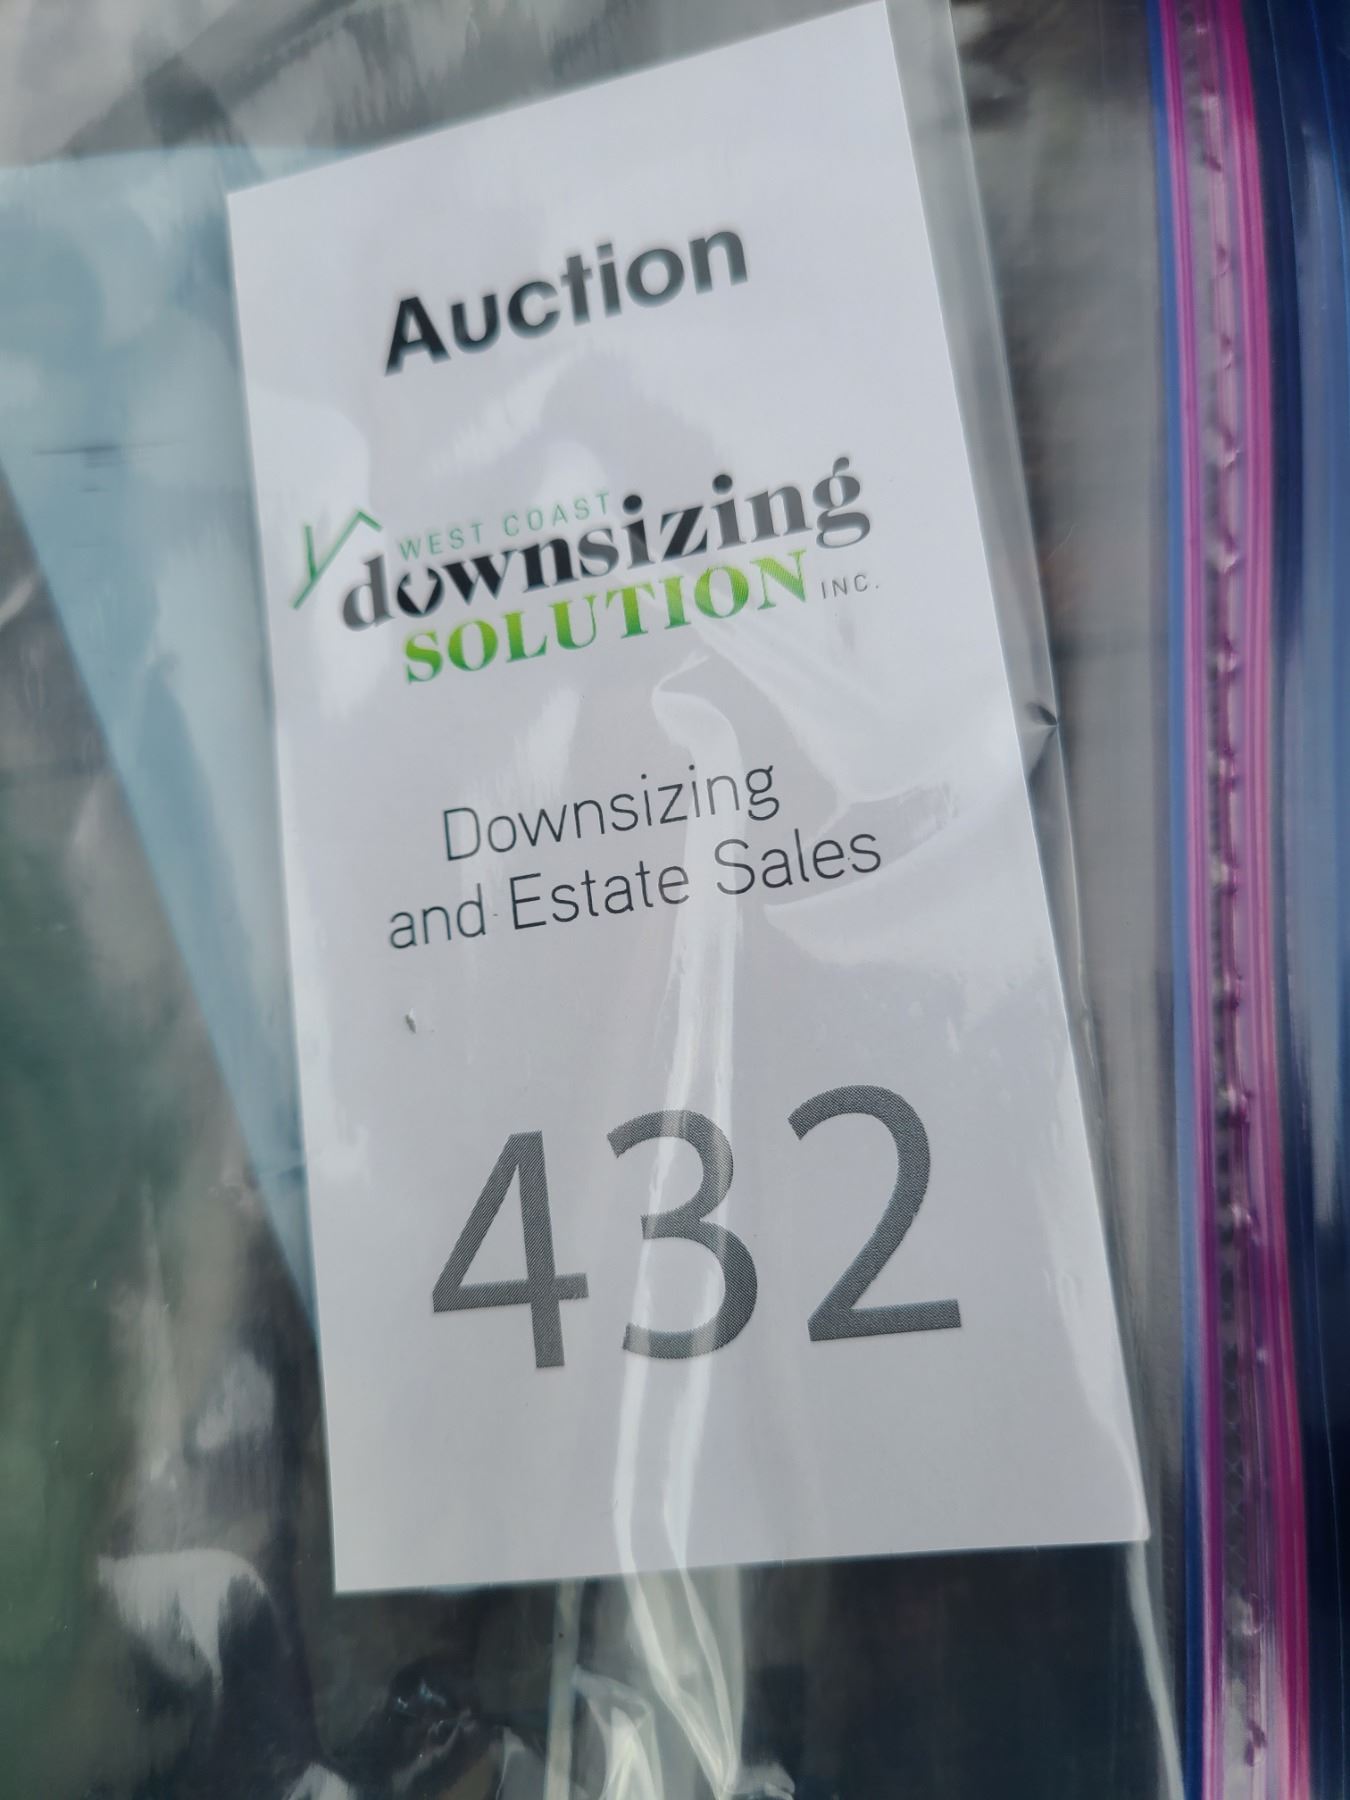 Auction
WEST COAST
downsizing
SOLUTION INC.
Downsizing
and Estate Sales
432